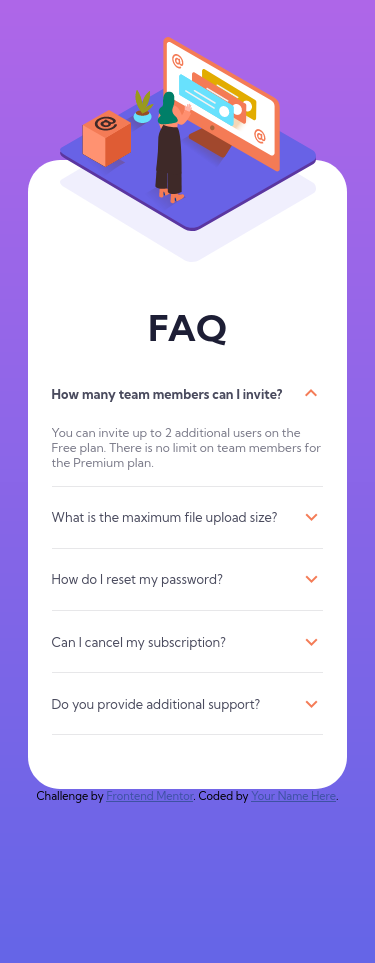 @
@
@
FAQ
How many team members can I invite?
You can invite up to 2 additional users on the
Free plan. There is no limit on team members for
the Premium plan.
What is the maximum file upload size?
How do I reset my password?
Can I cancel my subscription?
Do you provide additional support?
Challenge by Frontend Mentor. Coded by Your Name Here.